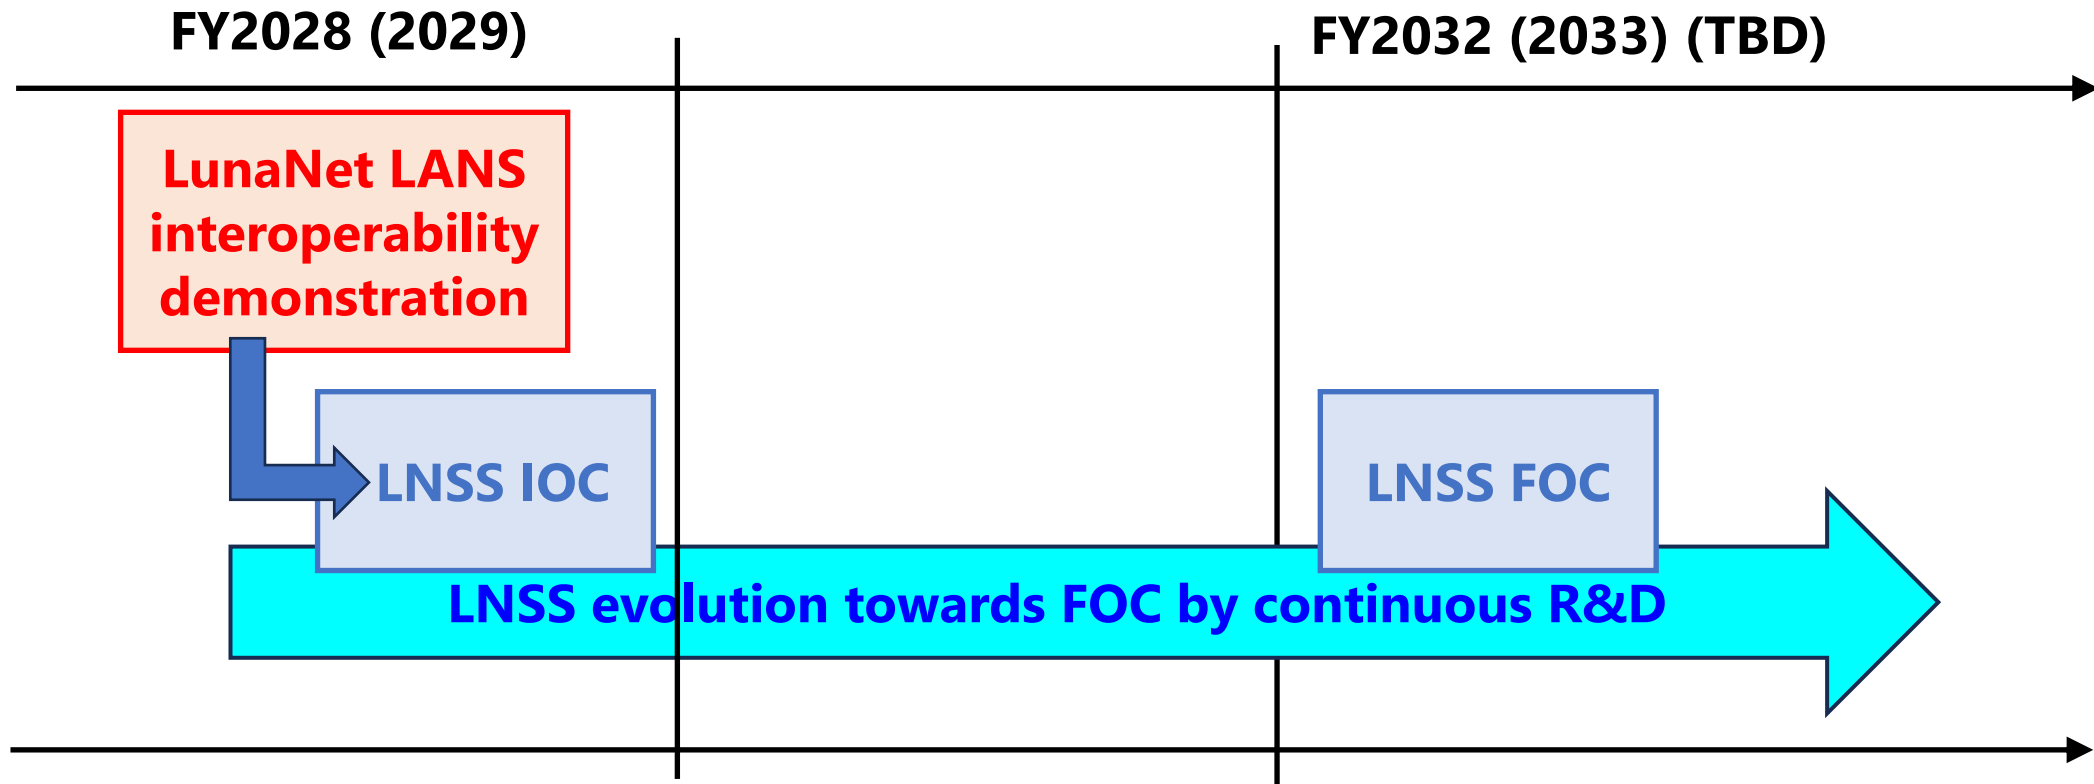 FY2028 (2029)
FY2032 (2033) (TBD)
LunaNet LANS
interoperability
demonstration
LNSS IOC
LNSS FOC
LNSS evolution towards FOC by continuous R&D